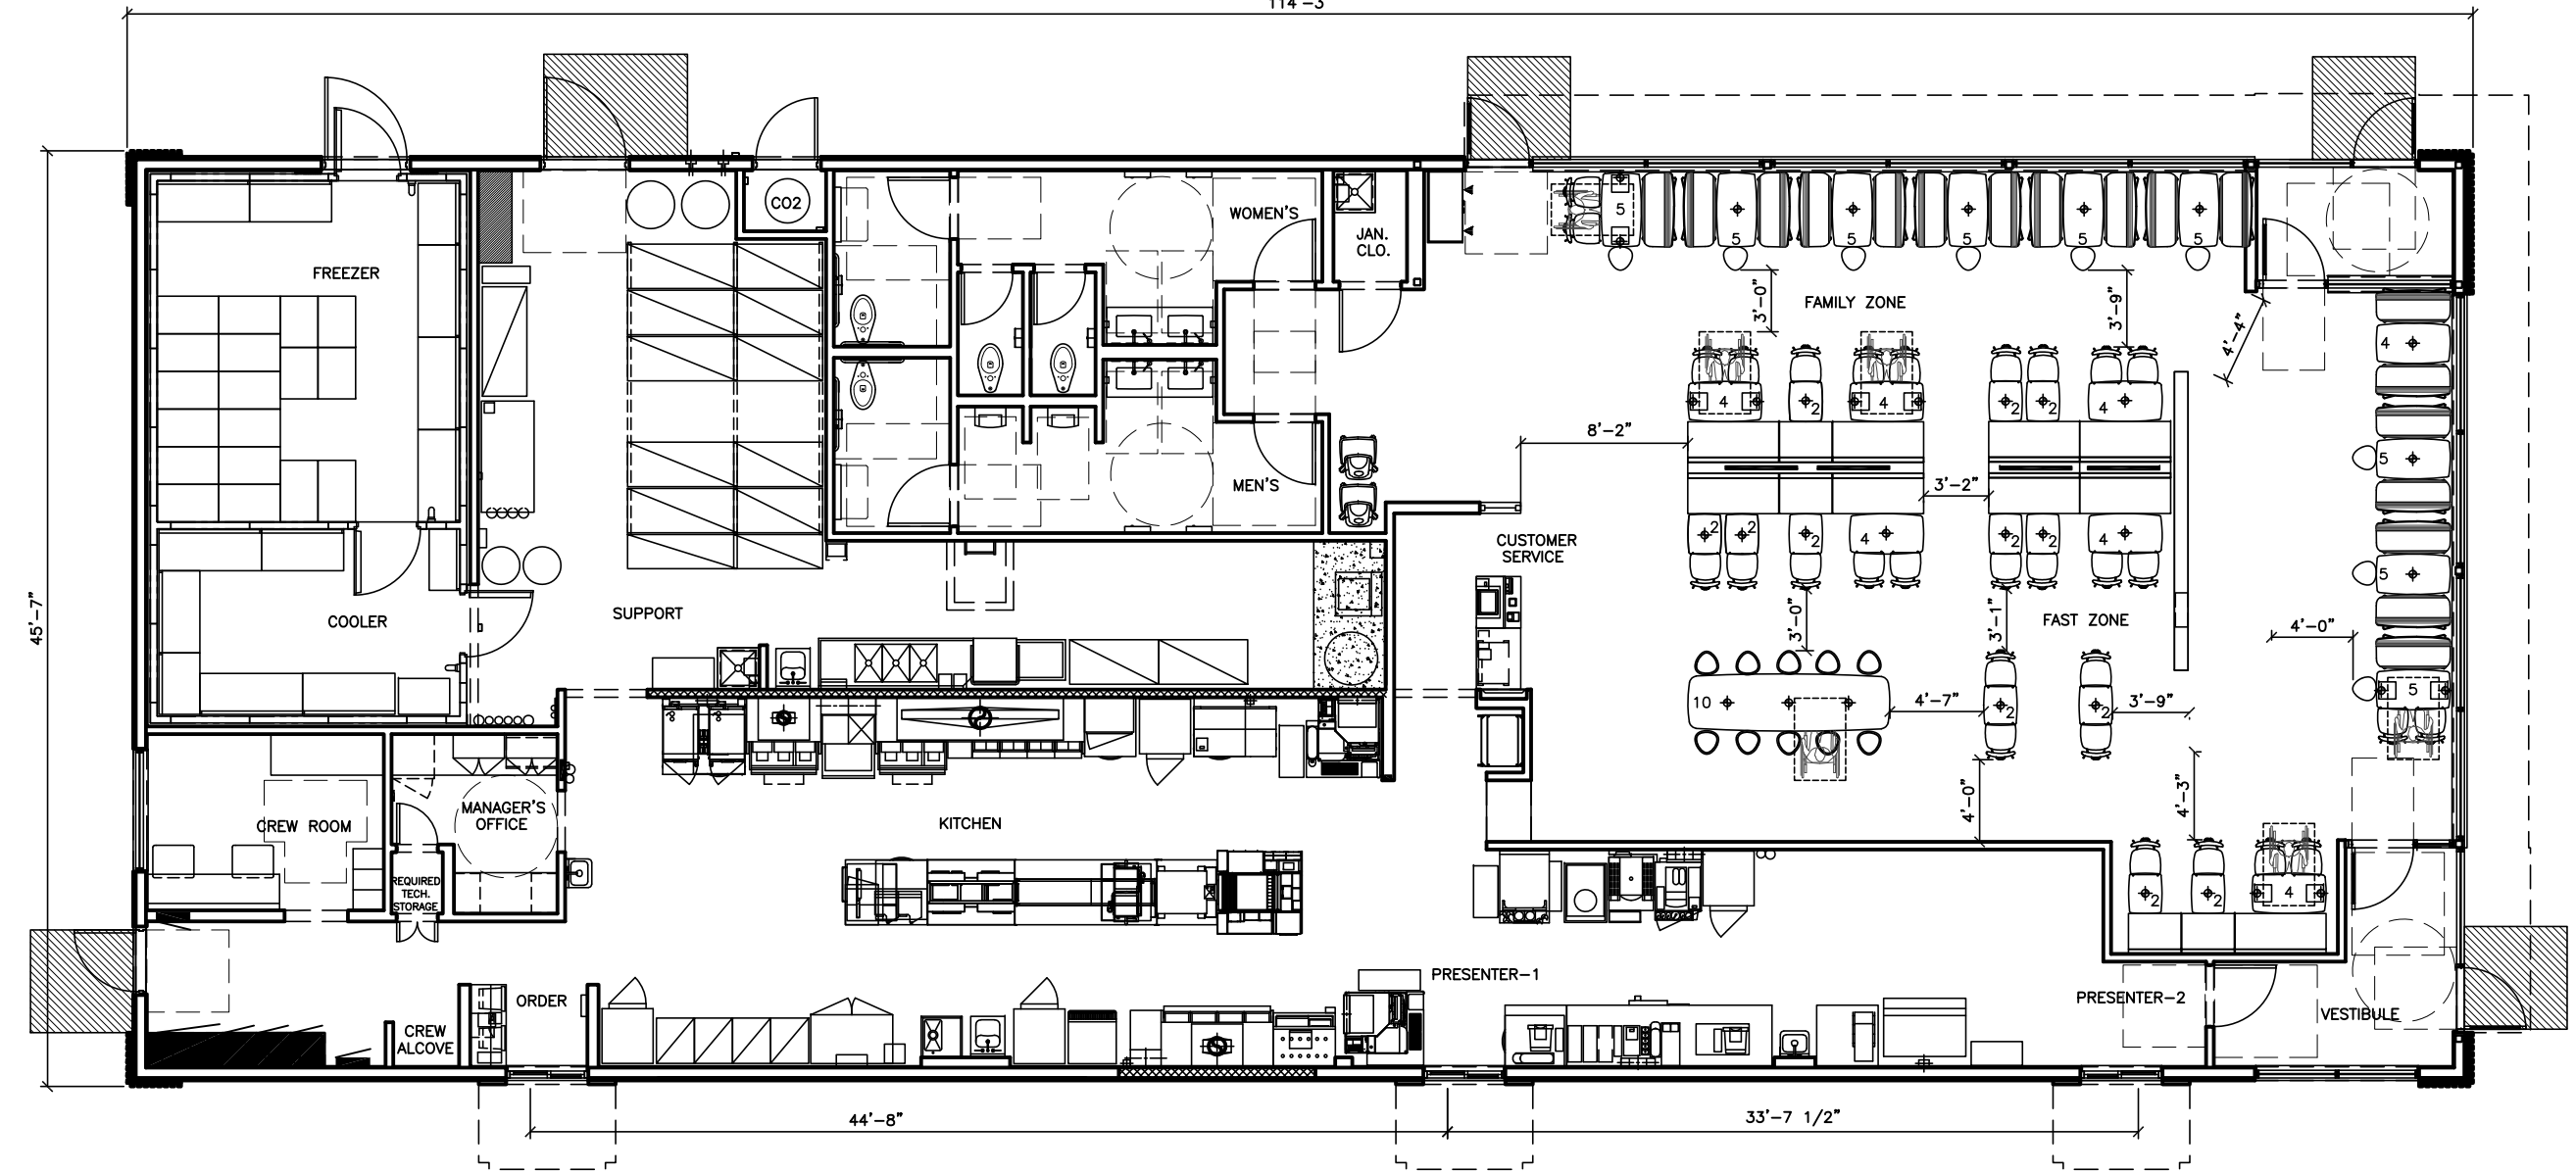 114'-3
CO2
WOMEN'S
JAN.
CLO.
5
5
5
5
5
5
FREEZER
3'-0"
FAMILY ZONE
3'-9"
4'-4"
4
4
2
4
2
2
4
8'-2"
5
MEN'S
3'-2"
2
2
2
4
2
2
4
CUSTOMER
SERVICE
5
45'-7"
COOLER
SUPPORT
3'-0"
3'-1"
FAST ZONE
4'-0"
10
4'-7"
2
2
3'-9"
5
MANAGER'S
OFFICE
CREW ROOM
KITCHEN
4'-0"
4'-3"
REQUIRED
TECH.
STORAGE
2
2
4
PRESENTER-1
ORDER
PRESENTER-2
VESTIBULE
CREW
ALCOVE
44'-8"
33'-7 1/2"